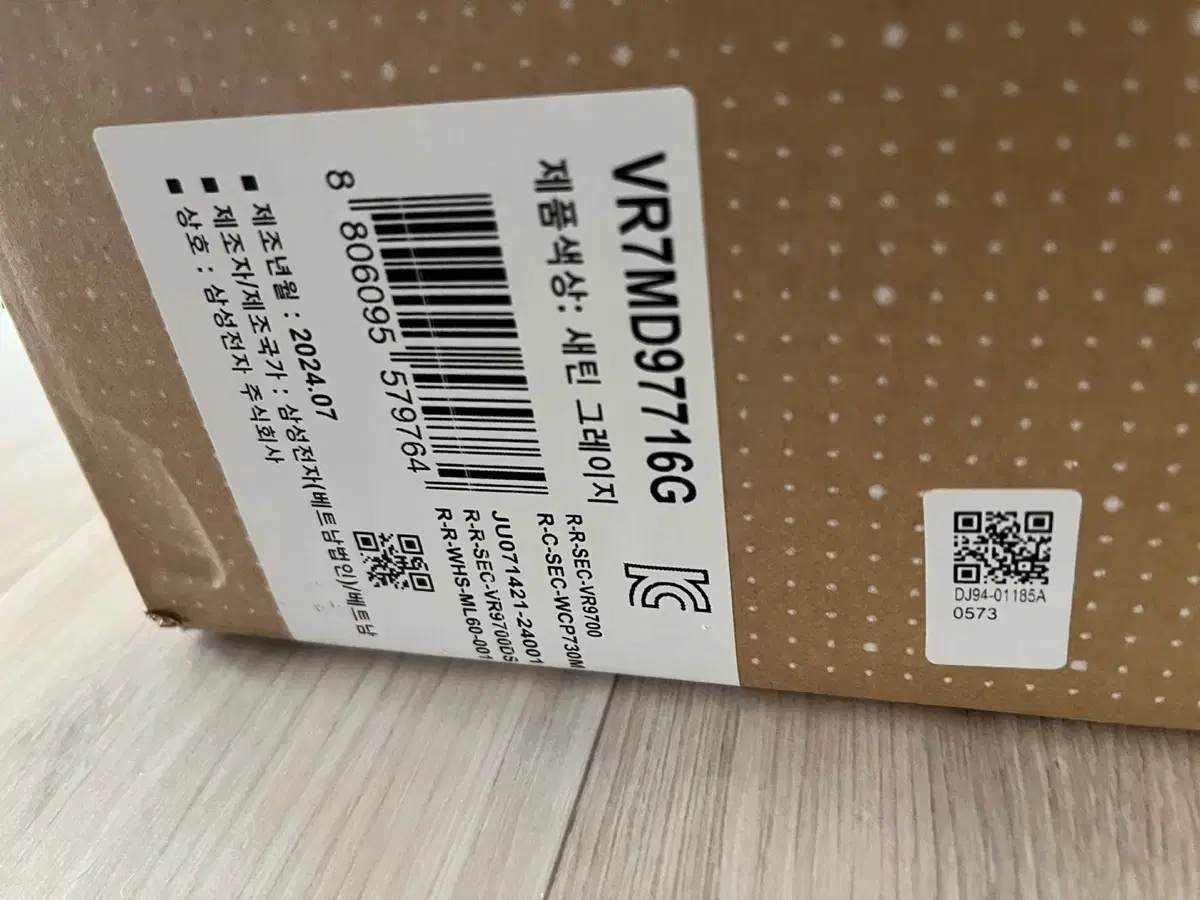 VR7MD97716G
제품색상: 새틴 그레이지
8 806095 579764
R-R-SEC-VR9700
R-C-SEC-WCP730M
JU071421-24001
R-R-SEC-VR9700DS
R-R-WHS-ML60-001
■ 제조년월 : 2024.07
■ 제조자/제조국가 : 삼성전자(베트남법인)/베트남
■ 상호 : 삼성전자 주식회사
DJ94-01185A
0573